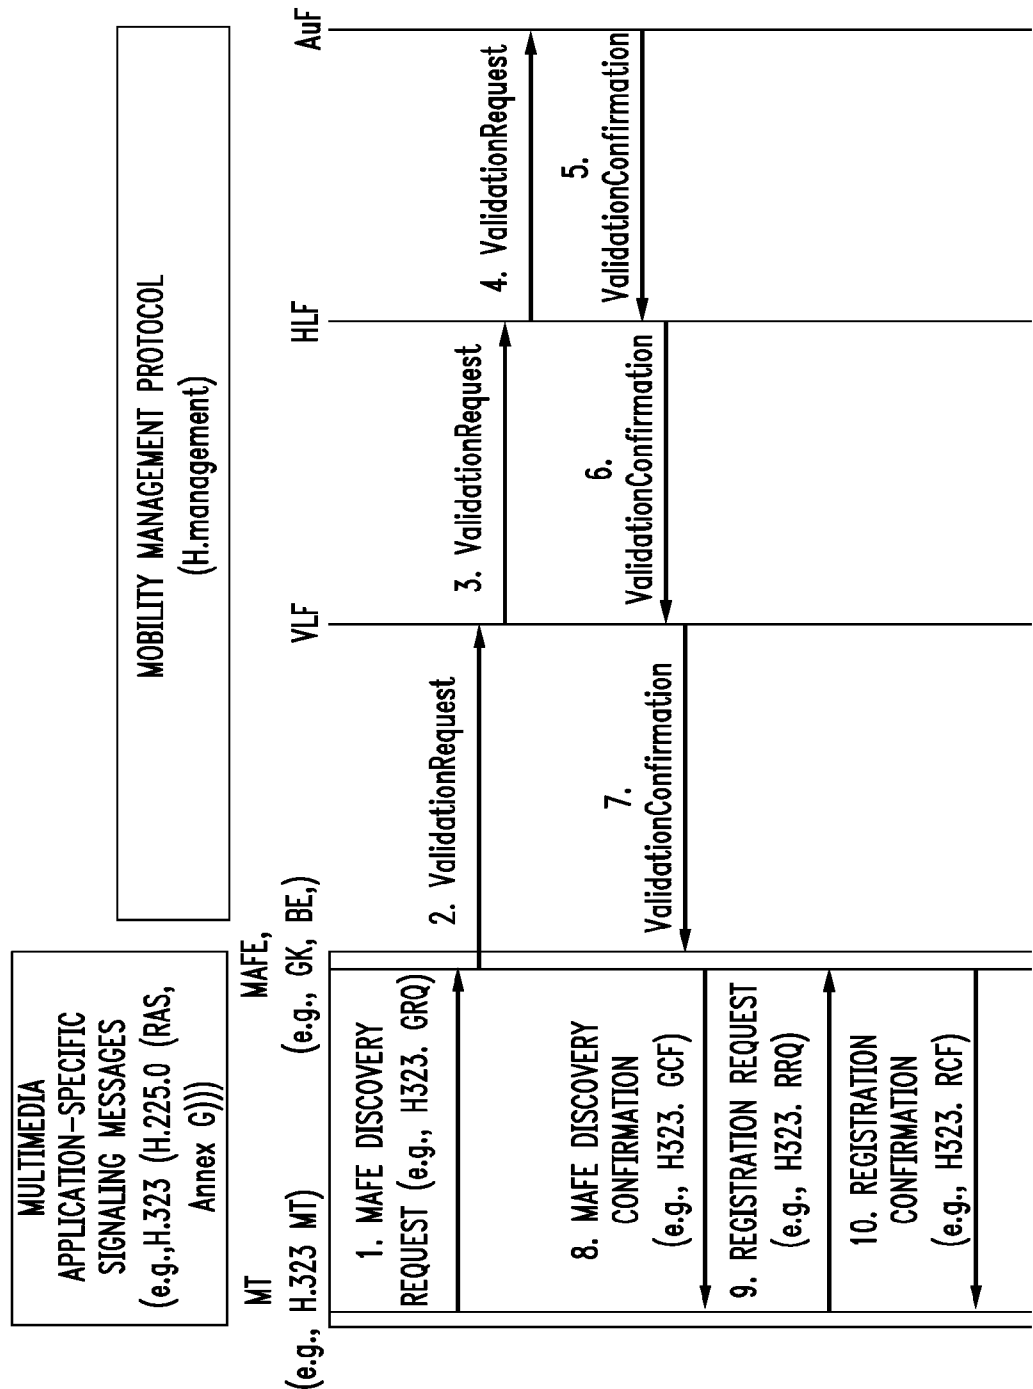 MULTIMEDIA
APPLICATION-SPECIFIC
SIGNALING MESSAGES
(e.g.,H.323 (H.225.0 (RAS,
Annex G)))
MOBILITY MANAGEMENT PROTOCOL
(H.management)
MT
(e.g., H.323 MT)
MAFE,
(e.g., GK, BE,)
VLF
HLF
AuF
1. MAFE DISCOVERY
REQUEST (e.g., H323. GRQ)
2. ValidationRequest
3. ValidationRequest
4. ValidationRequest
5.
ValidationConfirmation
6.
ValidationConfirmation
7.
ValidationConfirmation
8. MAFE DISCOVERY
CONFIRMATION
(e.g., H323. GCF)
9. REGISTRATION REQUEST
(e.g., H323. RRQ)
10. REGISTRATION
CONFIRMATION
(e.g., H323. RCF)